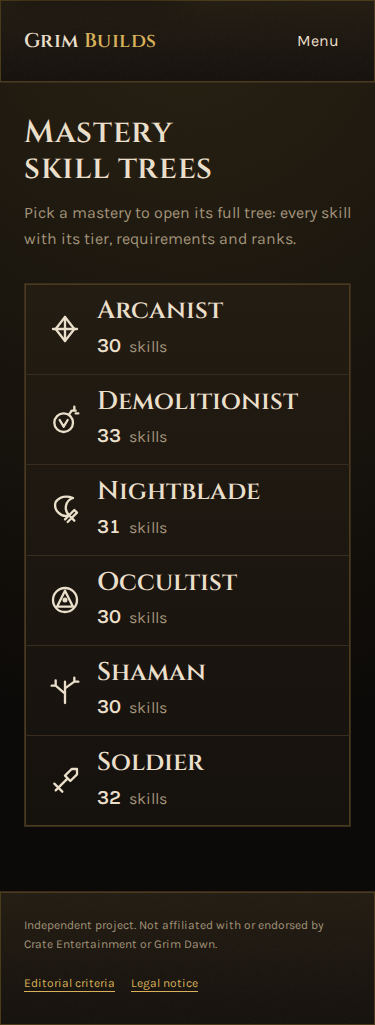 Grim Builds
Menu
Mastery
skill trees
Pick a mastery to open its full tree: every skill
with its tier, requirements and ranks.
Arcanist
30 skills
Demolitionist
33 skills
Nightblade
31 skills
Occultist
30 skills
Shaman
30 skills
Soldier
32 skills
Independent project. Not affiliated with or endorsed by
Crate Entertainment or Grim Dawn.
Editorial criteria Legal notice